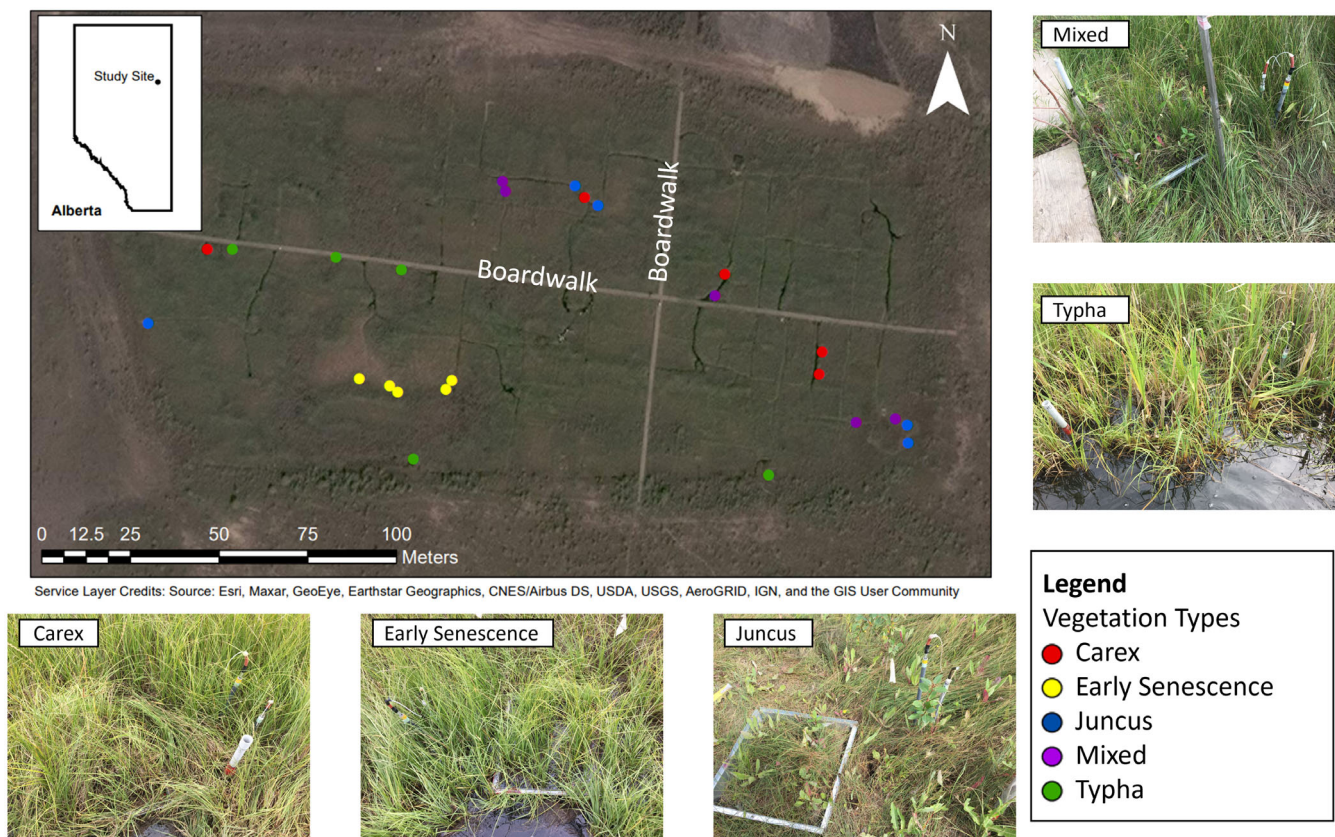 Study Site
Alberta
N
Boardwalk
Boardwalk
0 12.5 25 50 75 100
Meters
Service Layer Credits: Source: Esri, Maxar, GeoEye, Earthstar Geographics, CNES/Airbus DS, USDA, USGS, AeroGRID, IGN, and the GIS User Community
Mixed
Typha
Legend
Vegetation Types
Carex
Early Senescence
Juncus
Mixed
Typha
Carex
Early Senescence
Juncus